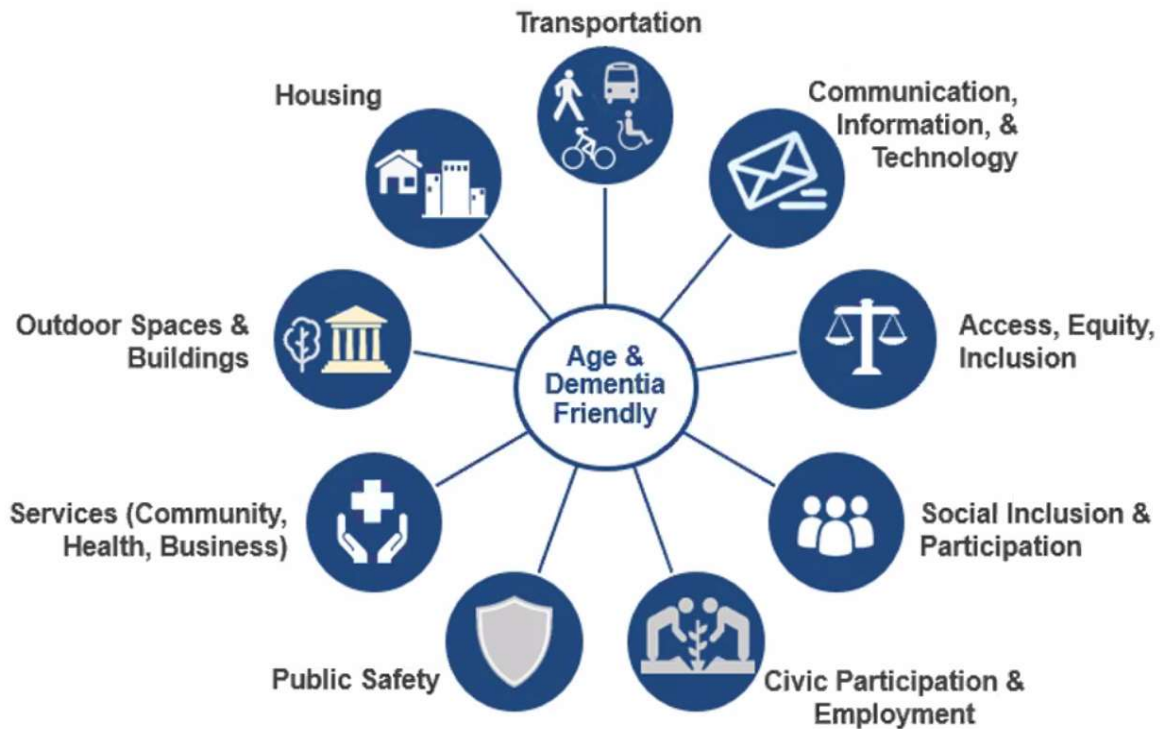 Transportation
Housing
Communication,
Information, &
Technology
Outdoor Spaces &
Buildings
Age &
Dementia
Friendly
Access, Equity,
Inclusion
Services (Community,
Health, Business)
Social Inclusion &
Participation
Public Safety
Civic Participation &
Employment